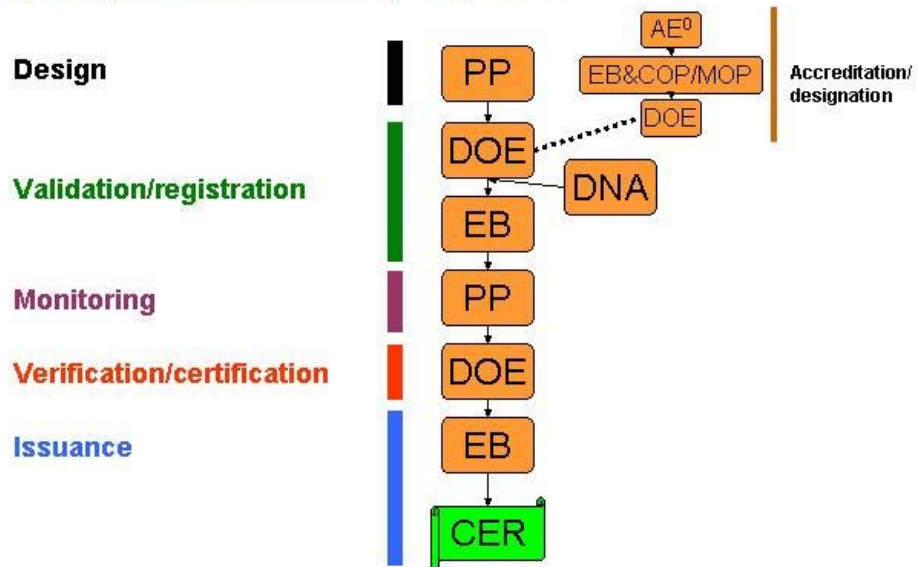 Design
PP
AE⁰
EB&COP/MOP
DOE
Accreditation/
designation
Validation/registration
DOE
DNA
EB
Monitoring
PP
Verification/certification
DOE
Issuance
EB
CER